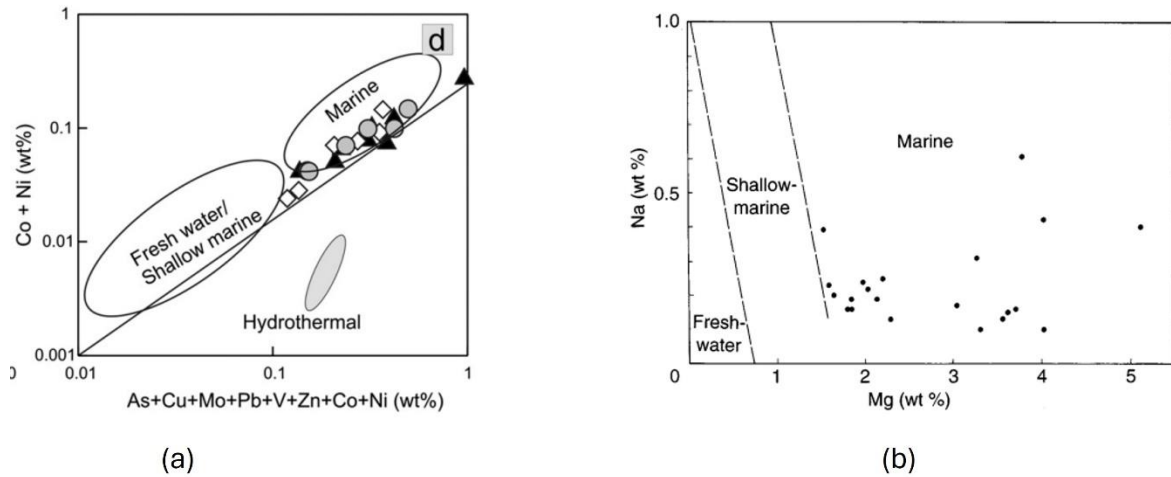 1
d
Marine
0.1
Co + Ni (wt%)
Fresh water/
Shallow marine
0.01
Hydrothermal
0.001
0.01
0.1
1
As+Cu+Mo+Pb+V+Zn+Co+Ni (wt%)
(a)
1.0
Marine
Na (wt %)
0.5
Shallow-
marine
Fresh-
water
0
1
2
3
4
5
Mg (wt %)
(b)